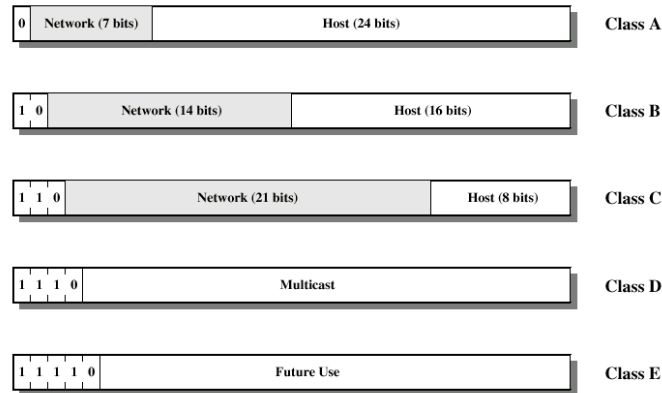 0 Network (7 bits) Host (24 bits) Class A
1 0 Network (14 bits) Host (16 bits) Class B
1 1 0 Network (21 bits) Host (8 bits) Class C
1 1 1 0 Multicast Class D
1 1 1 1 0 Future Use Class E